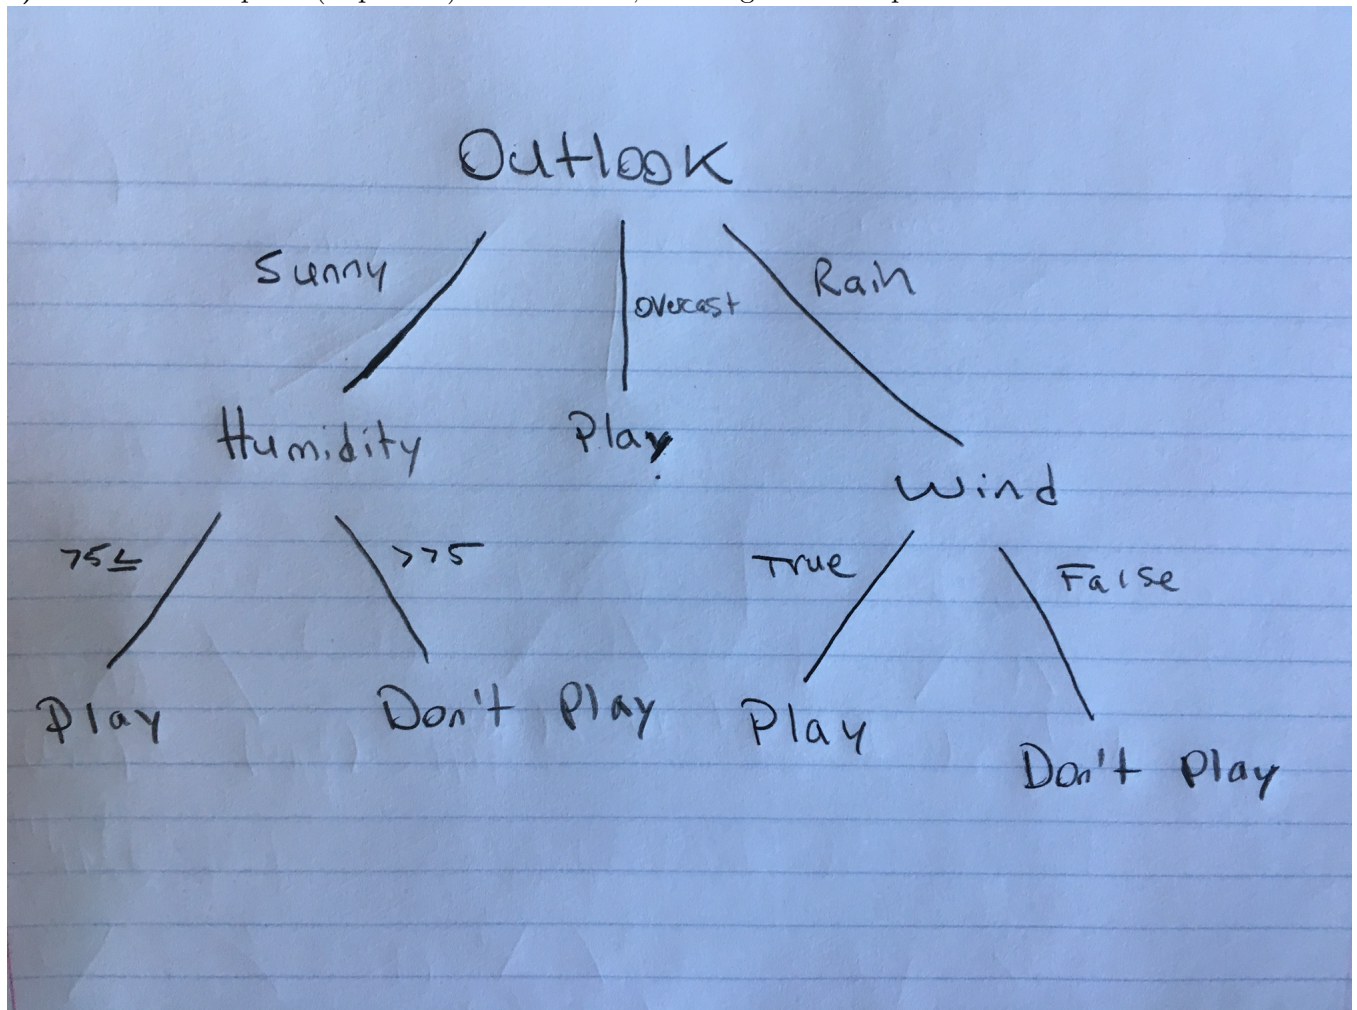 Outlook
Sunny
overcast
Rain
Humidity
Play
Wind
75≤
>75
True
False
Play
Don't Play
Play
Don't Play